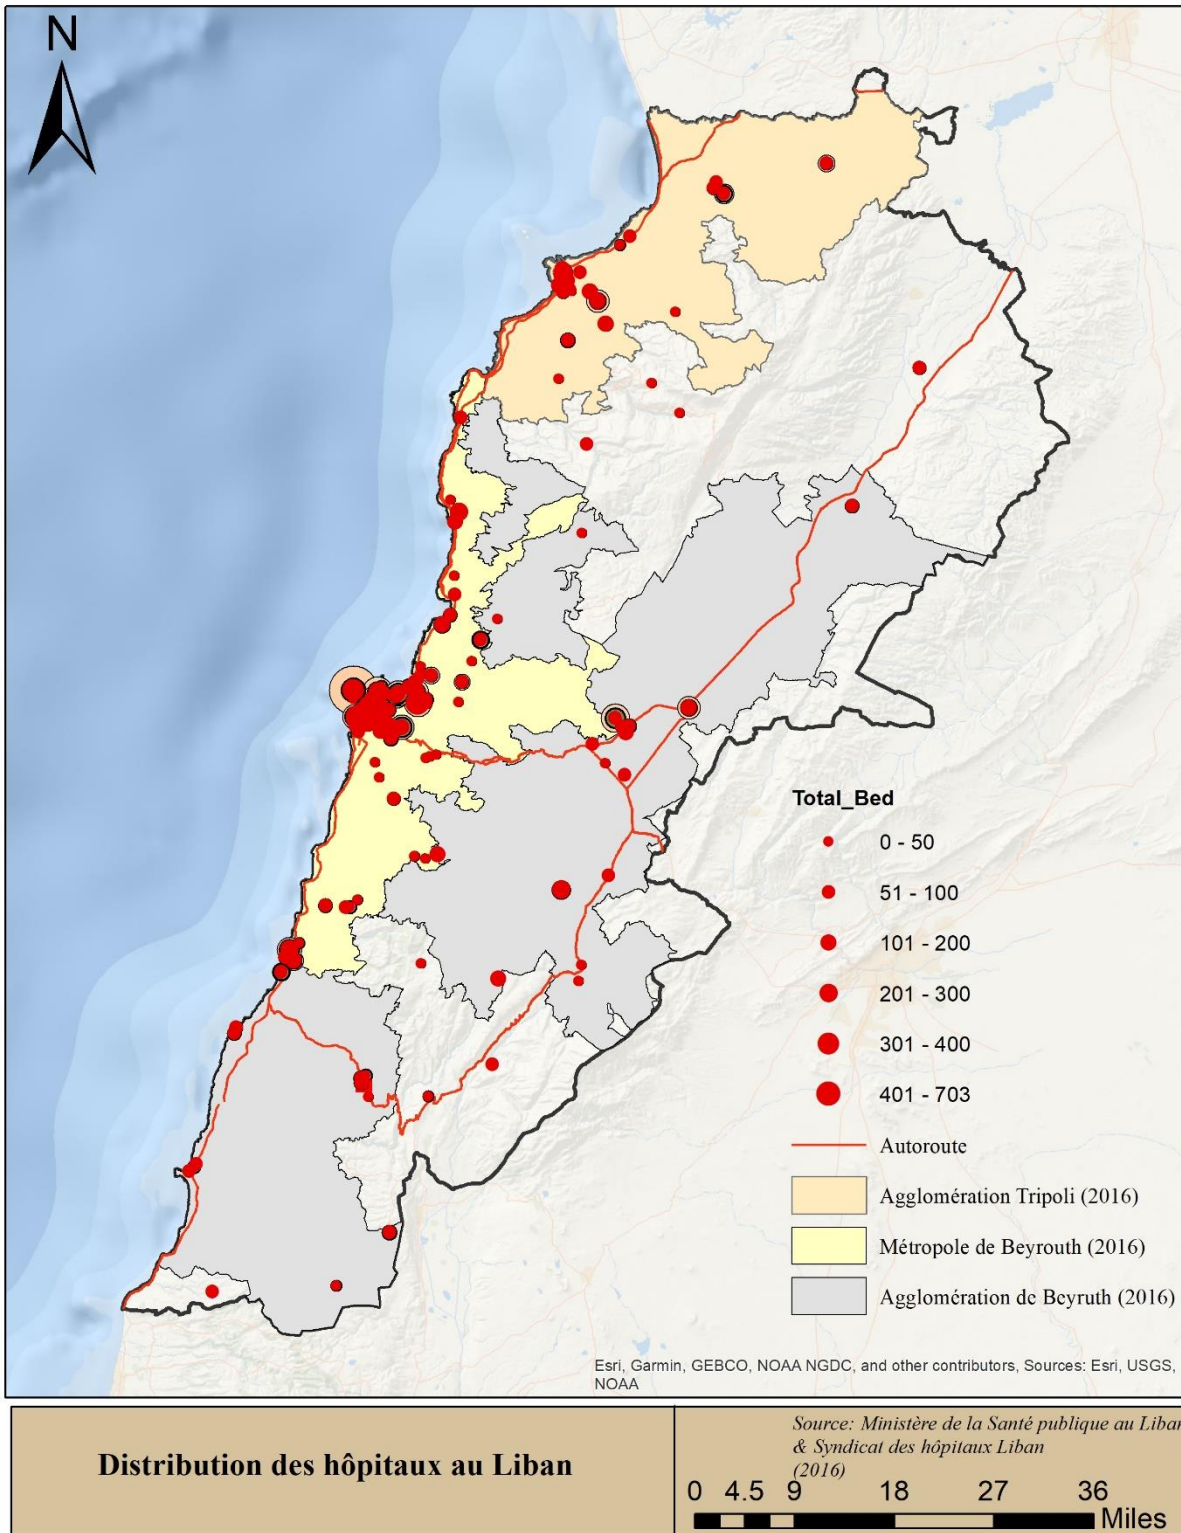 N
Total_Bed
0 - 50
51 - 100
101 - 200
201 - 300
301 - 400
401 - 703
Autoroute
Agglomération Tripoli (2016)
Métropole de Beyrouth (2016)
Agglomération de Beyruth (2016)
Esri, Garmin, GEBCO, NOAA NGDC, and other contributors, Sources: Esri, USGS,
NOAA
Distribution des hôpitaux au Liban
Source: Ministère de la Santé publique au Liban
& Syndicat des hôpitaux Liban
(2016)
0 4.5 9 18 27 36
Miles